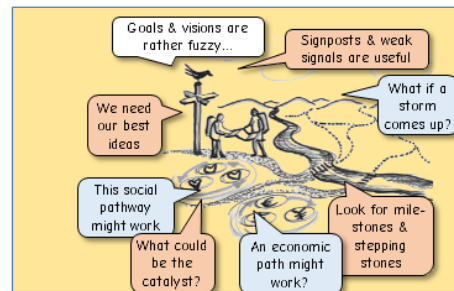 Goals & visions are
rather fuzzy...
Signposts & weak
signals are useful
What if a
storm
comes up?
We need
our best
ideas
This social
pathway
might work
What could
be the
catalyst?
An economic
path might
work?
Look for mile-
stones &
stepping
stones